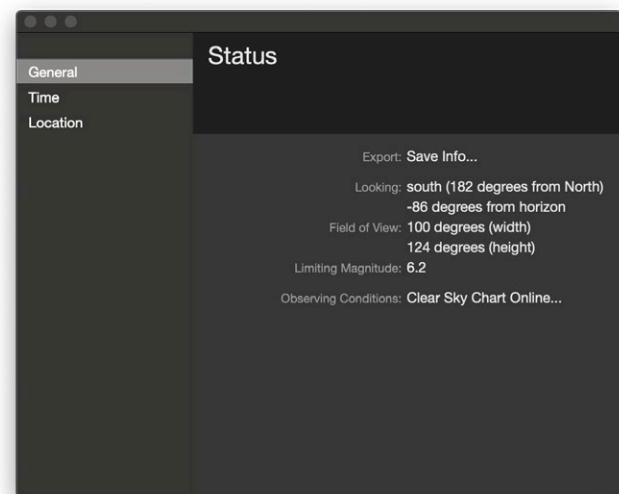 General
Time
Location
Status
Export: Save Info...
Looking: south (182 degrees from North)
-86 degrees from horizon
Field of View: 100 degrees (width)
124 degrees (height)
Limiting Magnitude: 6.2
Observing Conditions: Clear Sky Chart Online...